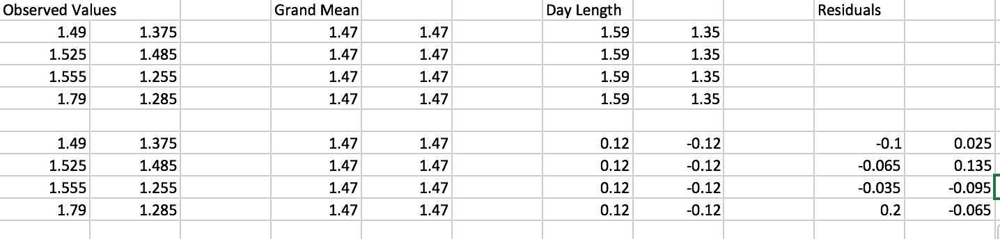 Observed Values Grand Mean Day Length Residuals
1.49 1.375 1.47 1.47 1.59 1.35
1.525 1.485 1.47 1.47 1.59 1.35
1.555 1.255 1.47 1.47 1.59 1.35
1.79 1.285 1.47 1.47 1.59 1.35
1.49 1.375 1.47 1.47 0.12 -0.12 -0.1 0.025
1.525 1.485 1.47 1.47 0.12 -0.12 -0.065 0.135
1.555 1.255 1.47 1.47 0.12 -0.12 -0.035 -0.095
1.79 1.285 1.47 1.47 0.12 -0.12 0.2 -0.065